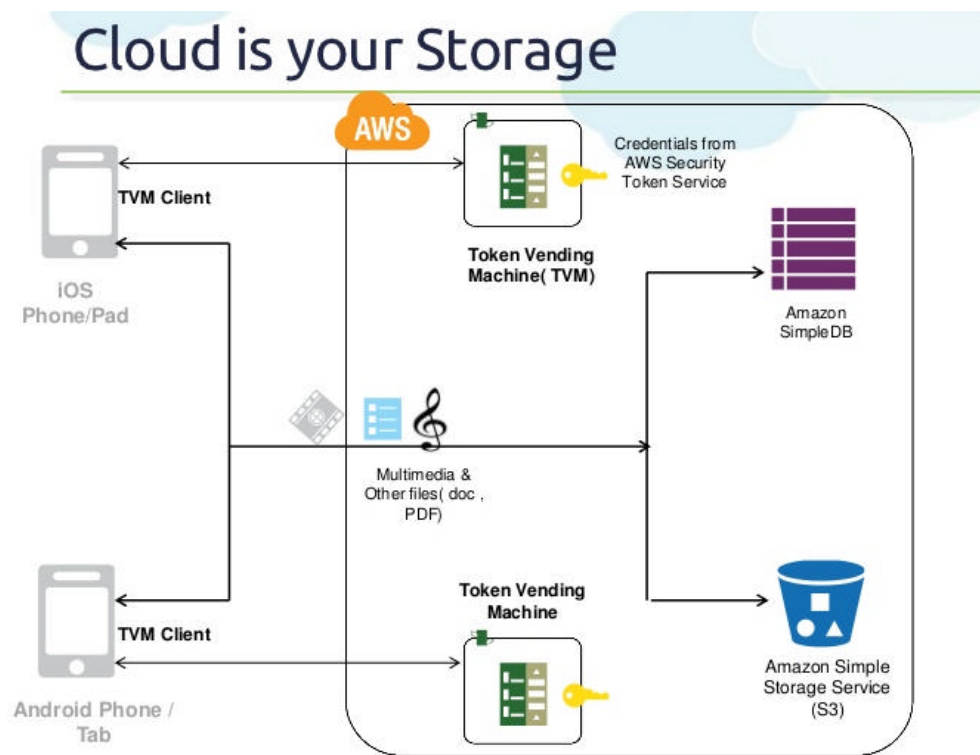 Cloud is your Storage
AWS
Credentials from
AWS Security
Token Service
TVM Client
Token Vending
Machine( TVM)
iOS
Phone/Pad
Amazon
SimpleDB
Multimedia &
Other files( doc ,
PDF)
Token Vending
Machine
TVM Client
Amazon Simple
Storage Service
(S3)
Android Phone /
Tab